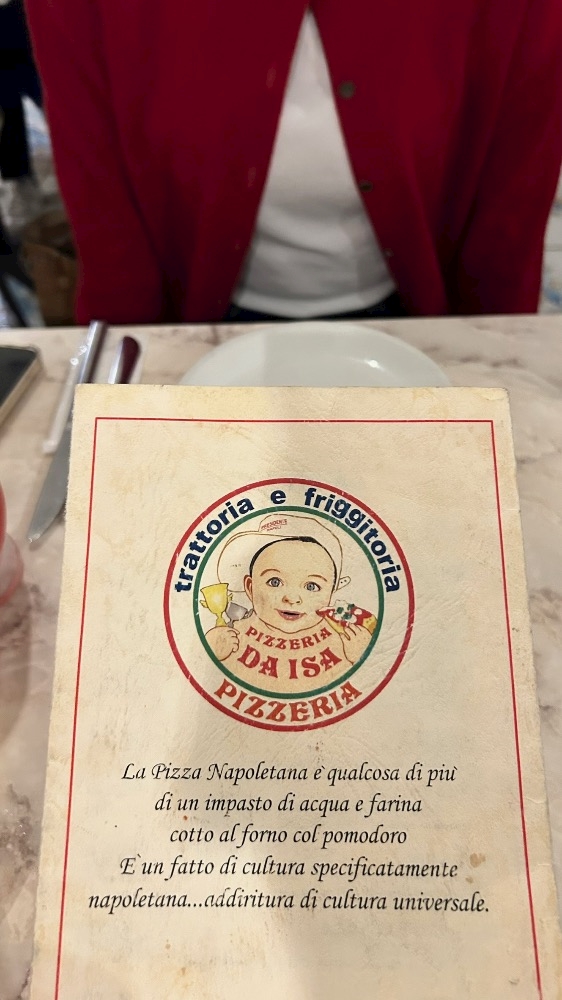 trattoria e friggitoria
PIZZERIA
DA ISA
PIZZERIA
La Pizza Napoletana è qualcosa di più
di un impasto di acqua e farina
cotto al forno col pomodoro
E`un fatto di cultura specificatamente
napoletana...addiritura di cultura universale.